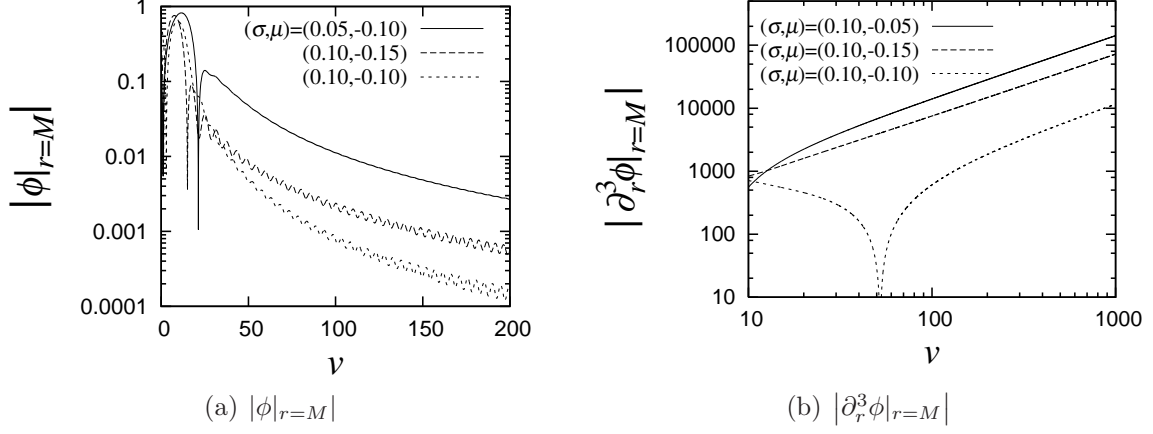 1
0.1
0.01
0.001
0.0001
|ϕ|r=M|
(σ,μ)=(0.05,-0.10)
(0.10,-0.15)
(0.10,-0.10)
0 50 100 150 200
v
(a) |ϕ|r=M|
100000
10000
1000
100
10
|∂r3ϕ|r=M|
(σ,μ)=(0.10,-0.05)
(σ,μ)=(0.10,-0.15)
(σ,μ)=(0.10,-0.10)
10 100 1000
v
(b) |∂r3ϕ|r=M|